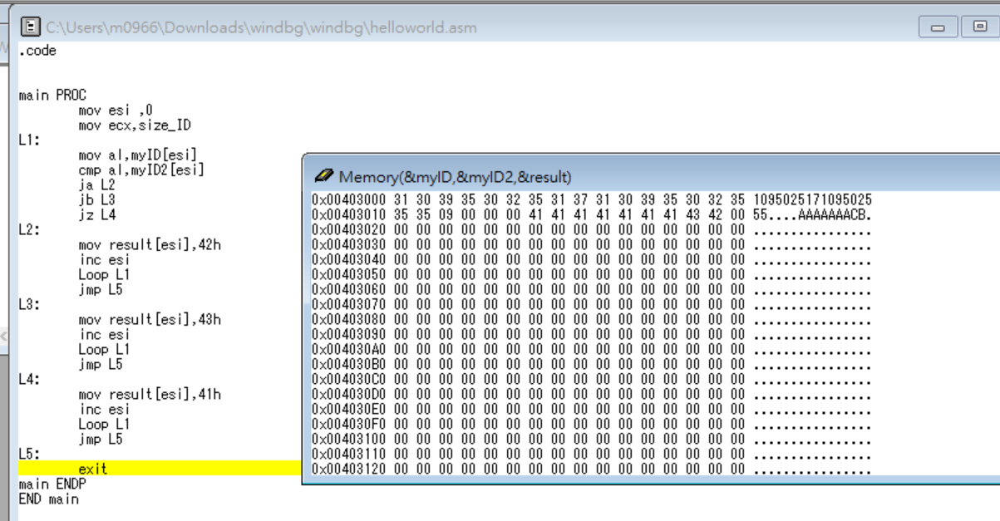 C:\Users\m0966\Downloads\windbg\windbg\helloworld.asm
.code
main PROC
mov esi ,0
mov ecx,size_ID
L1:
mov al,myID[esi]
cmp al,myID2[esi]
ja L2
jb L3
jz L4
L2:
mov result[esi],42h
inc esi
Loop L1
jmp L5
L3:
mov result[esi],43h
inc esi
Loop L1
jmp L5
L4:
mov result[esi],41h
inc esi
Loop L1
jmp L5
L5:
exit
main ENDP
END main
Memory(&myID,&myID2,&result)
0x00403000 31 30 39 35 30 32 35 31 37 31 30 39 35 30 32 35 1095025171095025
0x00403010 35 35 09 00 00 00 41 41 41 41 41 41 41 43 42 00 55....AAAAAAACB.
0x00403020 00 00 00 00 00 00 00 00 00 00 00 00 00 00 00 00 ................
0x00403030 00 00 00 00 00 00 00 00 00 00 00 00 00 00 00 00 ................
0x00403040 00 00 00 00 00 00 00 00 00 00 00 00 00 00 00 00 ................
0x00403050 00 00 00 00 00 00 00 00 00 00 00 00 00 00 00 00 ................
0x00403060 00 00 00 00 00 00 00 00 00 00 00 00 00 00 00 00 ................
0x00403070 00 00 00 00 00 00 00 00 00 00 00 00 00 00 00 00 ................
0x00403080 00 00 00 00 00 00 00 00 00 00 00 00 00 00 00 00 ................
0x00403090 00 00 00 00 00 00 00 00 00 00 00 00 00 00 00 00 ................
0x004030A0 00 00 00 00 00 00 00 00 00 00 00 00 00 00 00 00 ................
0x004030B0 00 00 00 00 00 00 00 00 00 00 00 00 00 00 00 00 ................
0x004030C0 00 00 00 00 00 00 00 00 00 00 00 00 00 00 00 00 ................
0x004030D0 00 00 00 00 00 00 00 00 00 00 00 00 00 00 00 00 ................
0x004030E0 00 00 00 00 00 00 00 00 00 00 00 00 00 00 00 00 ................
0x004030F0 00 00 00 00 00 00 00 00 00 00 00 00 00 00 00 00 ................
0x00403100 00 00 00 00 00 00 00 00 00 00 00 00 00 00 00 00 ................
0x00403110 00 00 00 00 00 00 00 00 00 00 00 00 00 00 00 00 ................
0x00403120 00 00 00 00 00 00 00 00 00 00 00 00 00 00 00 00 ................